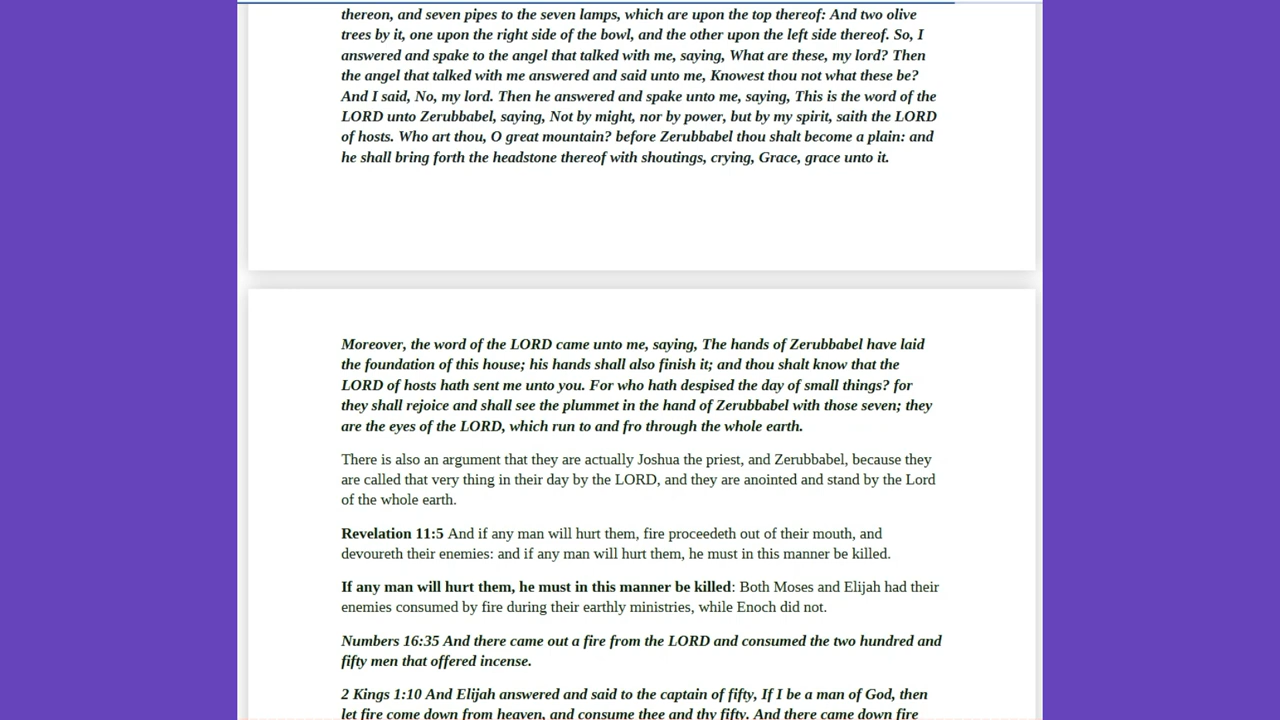 thereon, and seven pipes to the seven lamps, which are upon the top thereof: And two olive
trees by it, one upon the right side of the bowl, and the other upon the left side thereof. So, I
answered and spake to the angel that talked with me, saying, What are these, my lord? Then
the angel that talked with me answered and said unto me, Knowest thou not what these be?
And I said, No, my lord. Then he answered and spake unto me, saying, This is the word of the
LORD unto Zerubbabel, saying, Not by might, nor by power, but by my spirit, saith the LORD
of hosts. Who art thou, O great mountain? before Zerubbabel thou shalt become a plain: and
he shall bring forth the headstone thereof with shoutings, crying, Grace, grace unto it.
Moreover, the word of the LORD came unto me, saying, The hands of Zerubbabel have laid
the foundation of this house; his hands shall also finish it; and thou shalt know that the
LORD of hosts hath sent me unto you. For who hath despised the day of small things? for
they shall rejoice and shall see the plummet in the hand of Zerubbabel with those seven; they
are the eyes of the LORD, which run to and fro through the whole earth.
There is also an argument that they are actually Joshua the priest, and Zerubbabel, because they
are called that very thing in their day by the LORD, and they are anointed and stand by the Lord
of the whole earth.
Revelation 11:5 And if any man will hurt them, fire proceedeth out of their mouth, and
devoureth their enemies: and if any man will hurt them, he must in this manner be killed.
If any man will hurt them, he must in this manner be killed: Both Moses and Elijah had their
enemies consumed by fire during their earthly ministries, while Enoch did not.
Numbers 16:35 And there came out a fire from the LORD and consumed the two hundred and
fifty men that offered incense.
2 Kings 1:10 And Elijah answered and said to the captain of fifty, If I be a man of God, then
let fire come down from heaven, and consume thee and thy fifty. And there came down fire